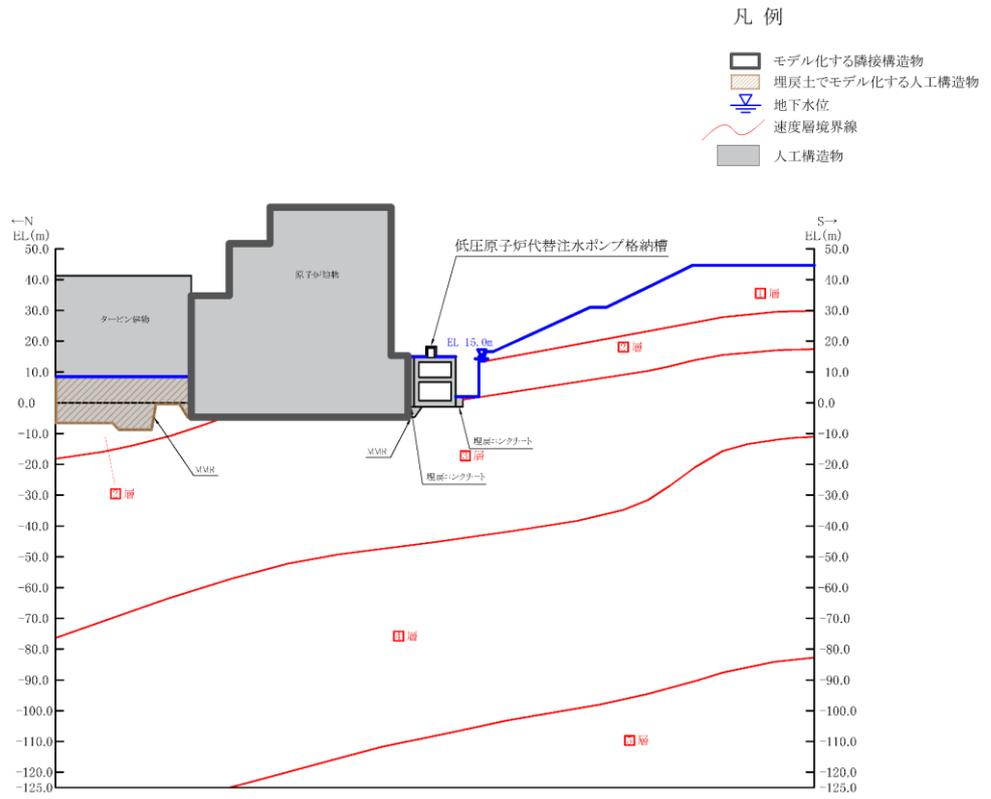 凡 例
モデル化する隣接構造物
埋戻土でモデル化する人工構造物
地下水位
速度層境界線
人工構造物
←N
EL(m)
S→
EL(m)
50.0
40.0
30.0
20.0
10.0
0.0
-10.0
-20.0
-30.0
-40.0
-50.0
-60.0
-70.0
-80.0
-90.0
-100.0
-110.0
-120.0
-125.0
低圧原子炉代替注水ポンプ格納槽
原子炉建物
タービン建物
EL 15.0m
層
層
埋戻コンクリート
MMR
層
MMR
埋戻コンクリート
層
層
層
50.0
40.0
30.0
20.0
10.0
0.0
-10.0
-20.0
-30.0
-40.0
-50.0
-60.0
-70.0
-80.0
-90.0
-100.0
-110.0
-120.0
-125.0